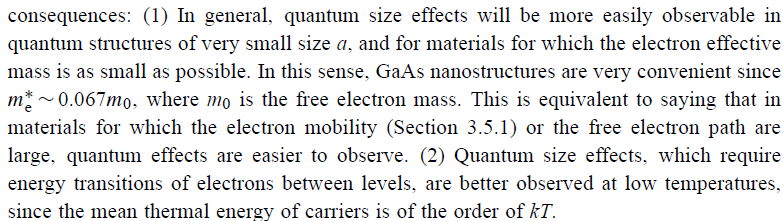 consequences: (1) In general, quantum size effects will be more easily observable in
quantum structures of very small size a, and for materials for which the electron effective
mass is as small as possible. In this sense, GaAs nanostructures are very convenient since
mₑ* ∼ 0.067m₀, where m₀ is the free electron mass. This is equivalent to saying that in
materials for which the electron mobility (Section 3.5.1) or the free electron path are
large, quantum effects are easier to observe. (2) Quantum size effects, which require
energy transitions of electrons between levels, are better observed at low temperatures,
since the mean thermal energy of carriers is of the order of kT.